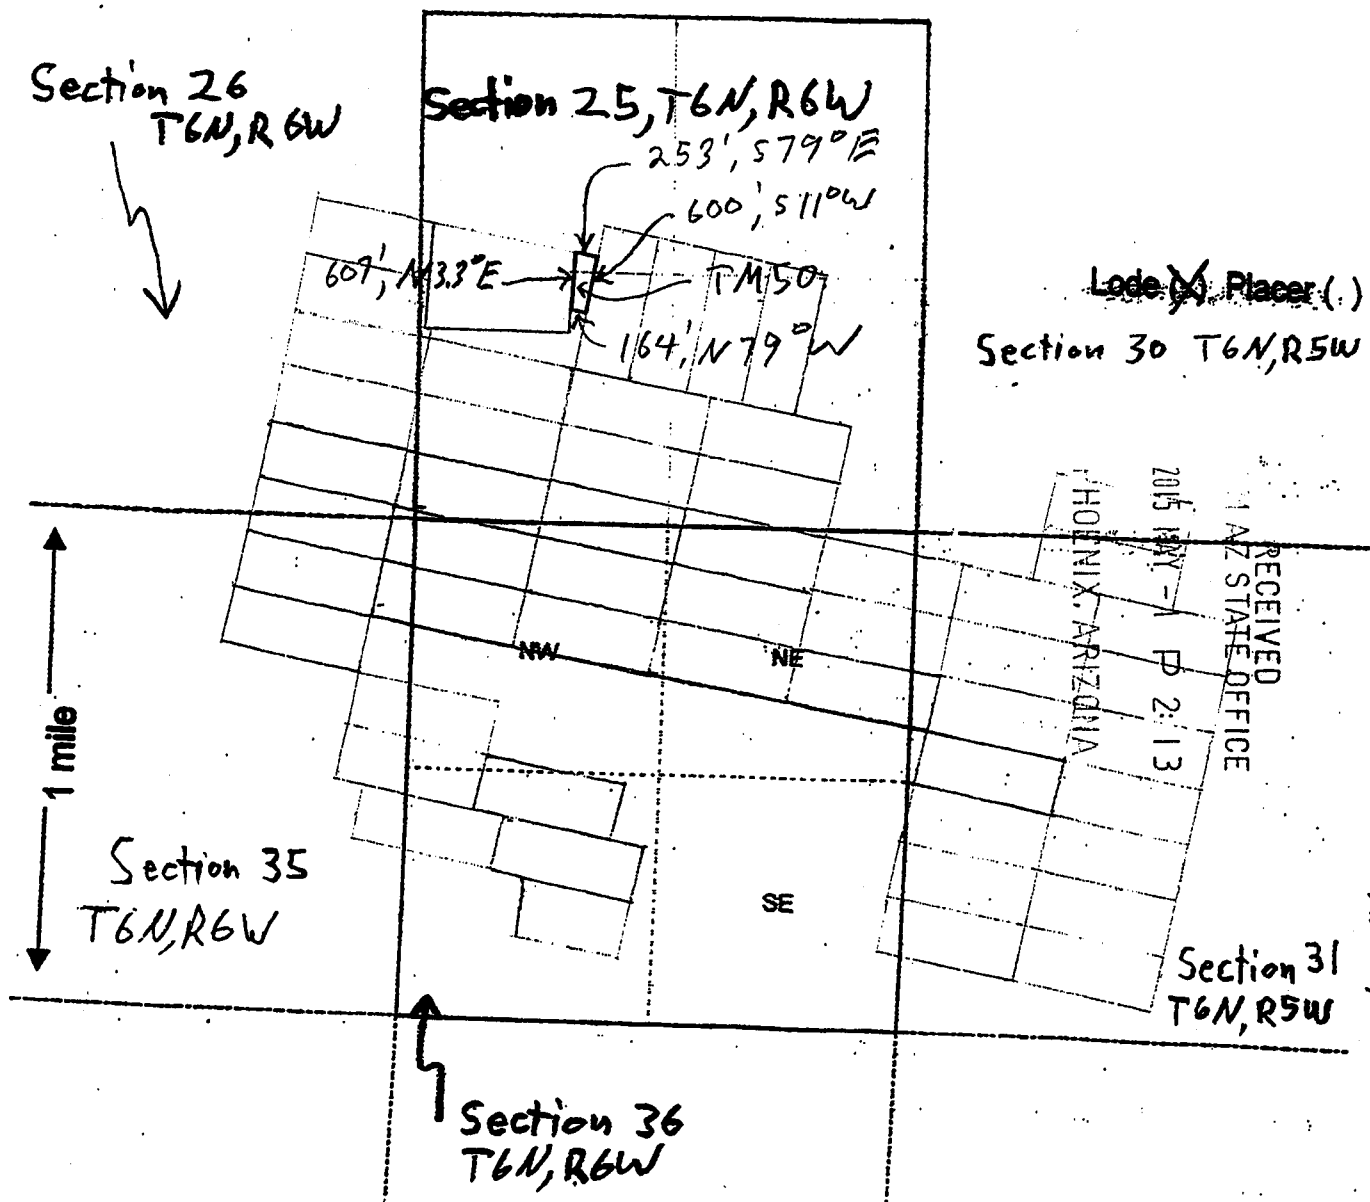 Section 26
T6N, R6W
Section 25, T6N, R6W
253', S79°E
600', S11°W
607', N3.3°E
TM50
164', N79°W
Lode (X) Placer ( )
Section 30 T6N, R5W
RECEIVED
AZ STATE OFFICE
2015 MAY -1 P 2:13
PHOENIX, ARIZONA
NW
NE
1 mile
Section 35
T6N, R6W
SE
Section 31
T6N, R5W
Section 36
T6N, R6W